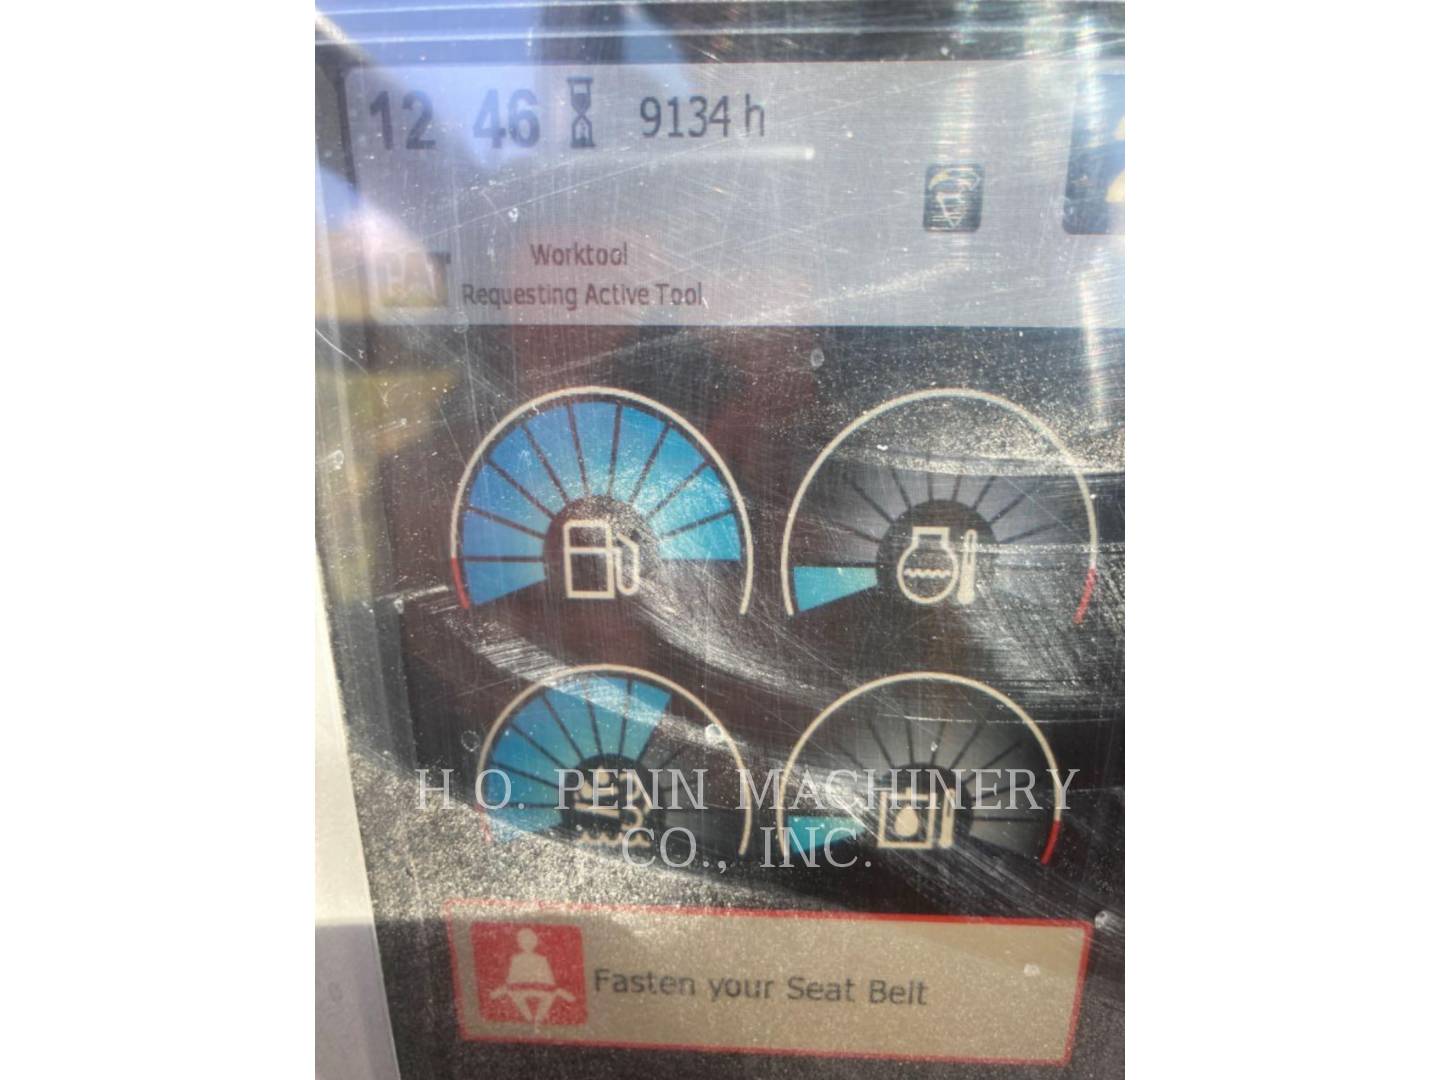 12 46 9134 h
Worktool
CAT
Requesting Active Tool
H.O. PENN MACHINERY
CO., INC.
Fasten your Seat Belt